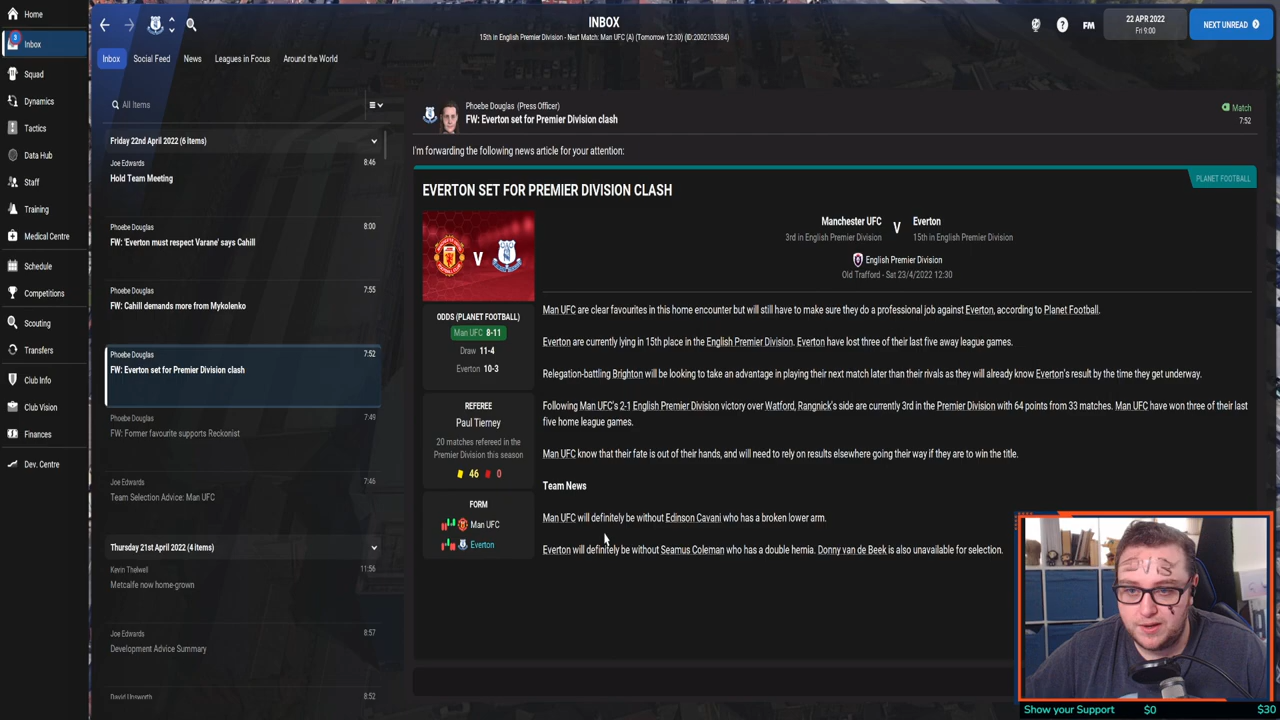 Home
Inbox
Squad
Dynamics
Tactics
Data Hub
Staff
Training
Medical Centre
Schedule
Competitions
Scouting
Transfers
Club Info
Club Vision
Finances
Dev. Centre
INBOX
15th in English Premier Division - Next Match: Man UFC (A) (Tomorrow 12:30) (ID:2002105384)
FM
22 APR 2022
Fri 9:00
NEXT UNREAD
Inbox
Social Feed
News
Leagues in Focus
Around the World
All Items
Friday 22nd April 2022 (6 items)
Joe Edwards
8:46
Hold Team Meeting
Phoebe Douglas
8:00
FW: 'Everton must respect Varane' says Cahill
Phoebe Douglas
7:55
FW: Cahill demands more from Mykolenko
Phoebe Douglas
7:52
FW: Everton set for Premier Division clash
Phoebe Douglas
7:49
FW: Former favourite supports Reckonist
Joe Edwards
7:46
Team Selection Advice: Man UFC
Thursday 21st April 2022 (4 items)
Kevin Thelwell
11:56
Metcalfe now home-grown
Joe Edwards
8:57
Development Advice Summary
David Unsworth
8:52
Phoebe Douglas (Press Officer)
FW: Everton set for Premier Division clash
Match
7:52
I'm forwarding the following news article for your attention:
PLANET FOOTBALL
EVERTON SET FOR PREMIER DIVISION CLASH
V
Manchester UFC
3rd in English Premier Division
V
Everton
15th in English Premier Division
English Premier Division
Old Trafford - Sat 23/4/2022 12:30
ODDS (PLANET FOOTBALL)
Man UFC 8-11
Draw 11-4
Everton 10-3
REFEREE
Paul Tierney
20 matches refereed in the
Premier Division this season
46 0
FORM
Man UFC
Everton
Man UFC are clear favourites in this home encounter but will still have to make sure they do a professional job against Everton, according to Planet Football.
Everton are currently lying in 15th place in the English Premier Division. Everton have lost three of their last five away league games.
Relegation-battling Brighton will be looking to take an advantage in playing their next match later than their rivals as they will already know Everton's result by the time they get underway.
Following Man UFC's 2-1 English Premier Division victory over Watford, Rangnick's side are currently 3rd in the Premier Division with 64 points from 33 matches. Man UFC have won three of their last
five home league games.
Man UFC know that their fate is out of their hands, and will need to rely on results elsewhere going their way if they are to win the title.
Team News
Man UFC will definitely be without Edinson Cavani who has a broken lower arm.
Everton will definitely be without Seamus Coleman who has a double hernia. Donny van de Beek is also unavailable for selection.
Show your Support
$0
$30